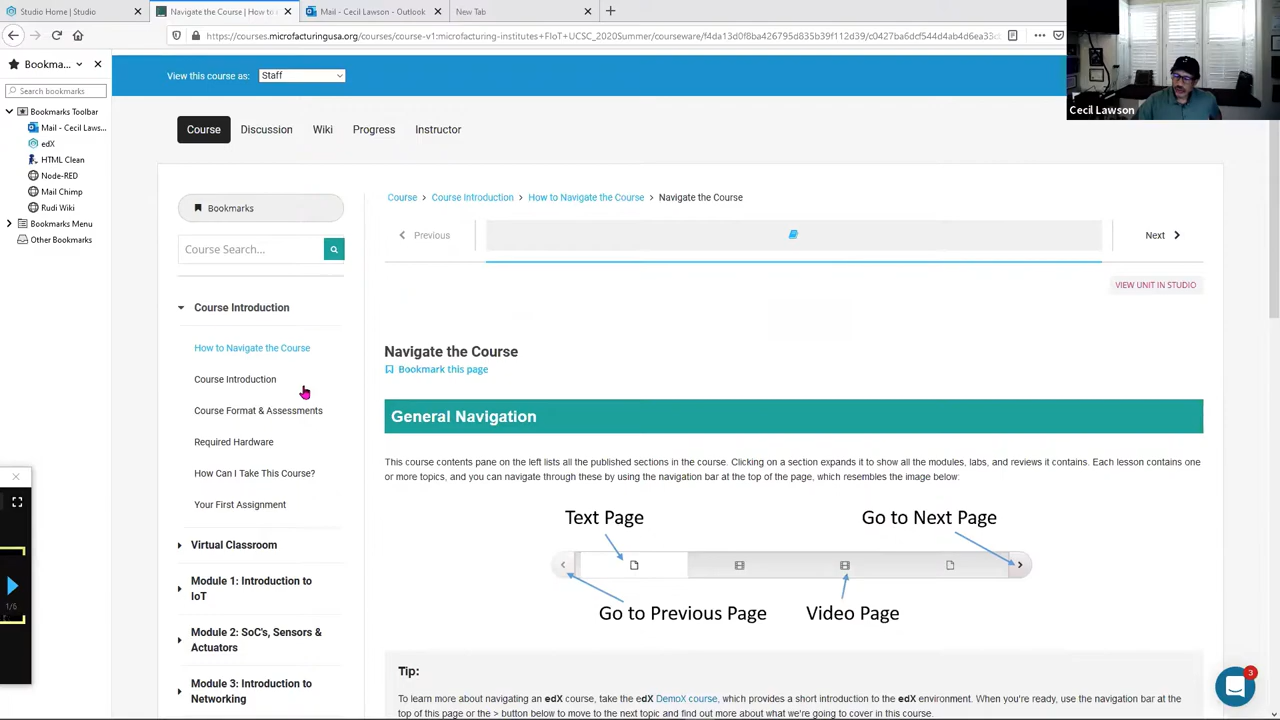 Studio Home | Studio
Navigate the Course | How to
Mail - Cecil Lawson - Outlook
New Tab
Bookma...
Search bookmarks
Bookmarks Toolbar
Mail - Cecil Laws...
edX
HTML Clean
Node-RED
Mail Chimp
Rudi Wiki
Bookmarks Menu
Other Bookmarks
View this course as:
Staff
Cecil Lawson
Course
Discussion
Wiki
Progress
Instructor
Bookmarks
Course Search...
Course Introduction
How to Navigate the Course
Course Introduction
Course Format & Assessments
Required Hardware
How Can I Take This Course?
Your First Assignment
Virtual Classroom
Module 1: Introduction to
IoT
Module 2: SoC's, Sensors &
Actuators
Module 3: Introduction to
Networking
Course > Course Introduction > How to Navigate the Course > Navigate the Course
Previous
Next
VIEW UNIT IN STUDIO
Navigate the Course
Bookmark this page
General Navigation
This course contents pane on the left lists all the published sections in the course. Clicking on a section expands it to show all the modules, labs, and reviews it contains. Each lesson contains one
or more topics, and you can navigate through these by using the navigation bar at the top of the page, which resembles the image below:
Text Page
Go to Next Page
Go to Previous Page
Video Page
Tip:
To learn more about navigating an edX course, take the edX DemoX course, which provides a short introduction to the edX environment. When you're ready, use the navigation bar at the
top of this page or the > button below to move to the next topic and find out more about what we're going to cover in this course.
1/6
3